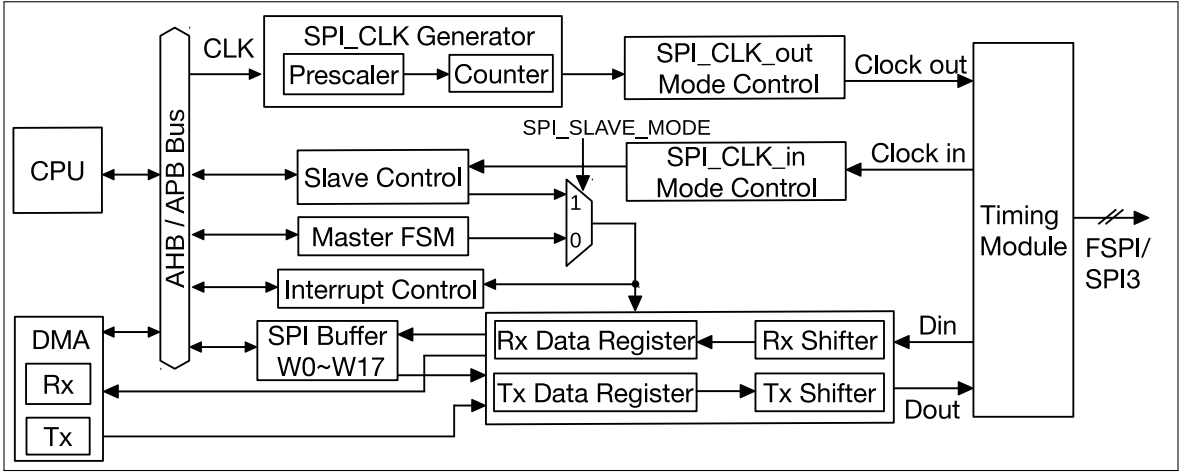 SPI_CLK Generator
CLK
Prescaler
Counter
SPI_CLK_out
Mode Control
Clock out
SPI_SLAVE_MODE
CPU
AHB / APB Bus
Slave Control
SPI_CLK_in
Mode Control
Clock in
1
0
Master FSM
Timing
Module
FSPI/
SPI3
Interrupt Control
DMA
Rx
Tx
SPI Buffer
W0~W17
Rx Data Register
Rx Shifter
Din
Tx Data Register
Tx Shifter
Dout